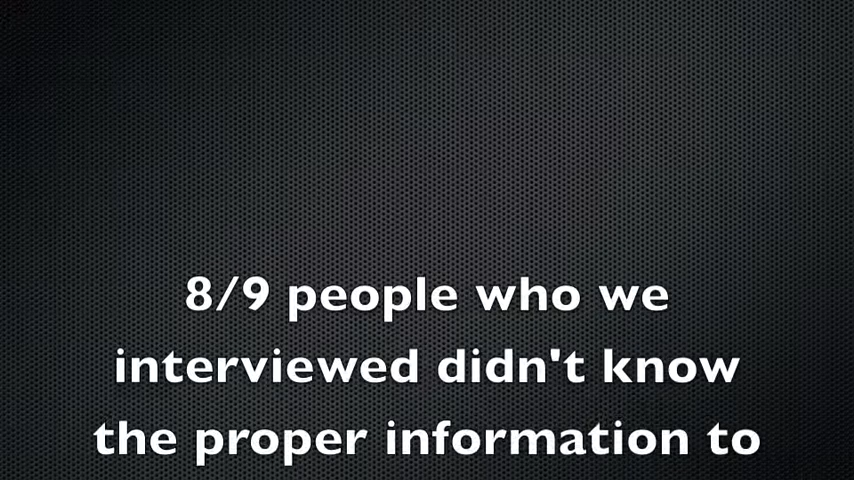 8/9 people who we
interviewed didn't know
the proper information to